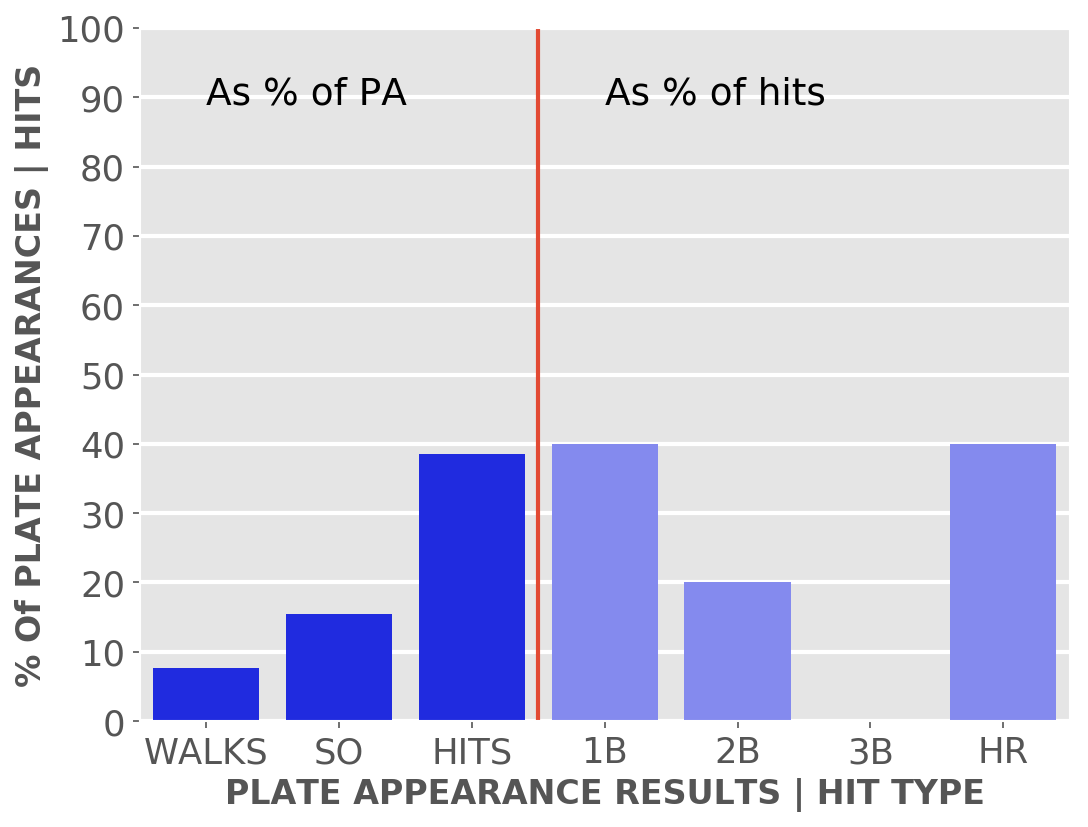 % Of PLATE APPEARANCES | HITS
100
90
80
70
60
50
40
30
20
10
0
As % of PA
As % of hits
WALKS SO HITS 1B 2B 3B HR
PLATE APPEARANCE RESULTS | HIT TYPE